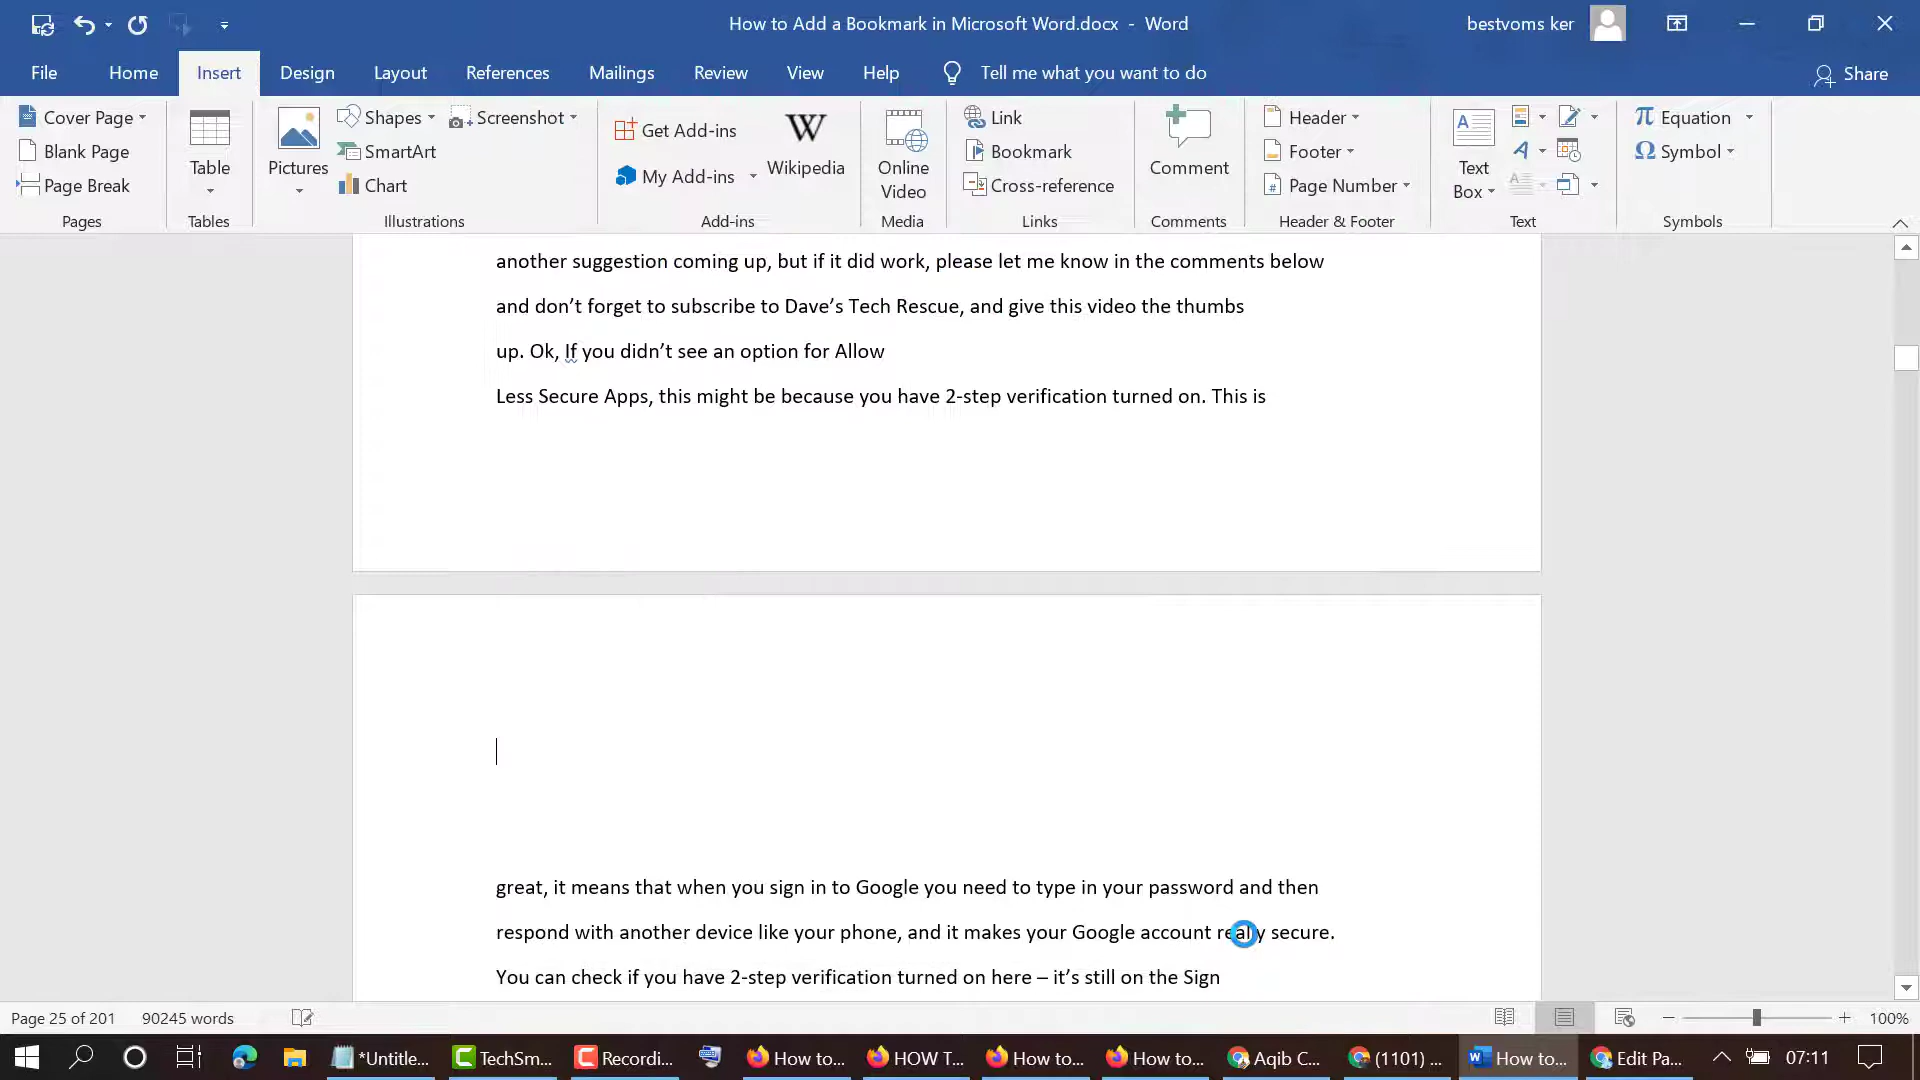 How to Add a Bookmark in Microsoft Word.docx - Word
bestvoms ker
File Home Insert Design Layout References Mailings Review View Help Tell me what you want to do Share
Cover Page
Blank Page
Page Break
Pages
Table
Tables
Pictures
Shapes
SmartArt
Chart
Screenshot
Illustrations
Get Add-ins
My Add-ins
W
Wikipedia
Add-ins
Online
Video
Media
Link
Bookmark
Cross-reference
Links
Comment
Comments
Header
Footer
Page Number
Header & Footer
Text
Box
Text
π Equation
Ω Symbol
Symbols
another suggestion coming up, but if it did work, please let me know in the comments below
and don’t forget to subscribe to Dave’s Tech Rescue, and give this video the thumbs
up. Ok, If you didn’t see an option for Allow
Less Secure Apps, this might be because you have 2-step verification turned on. This is
great, it means that when you sign in to Google you need to type in your password and then
respond with another device like your phone, and it makes your Google account really secure.
You can check if you have 2-step verification turned on here – it’s still on the Sign
Page 25 of 201 90245 words 100%
*Untitle... TechSm... Recordi... How to... HOW T... How to... How to... Aqib C... (1101) ... How to... Edit Pa... 07:11